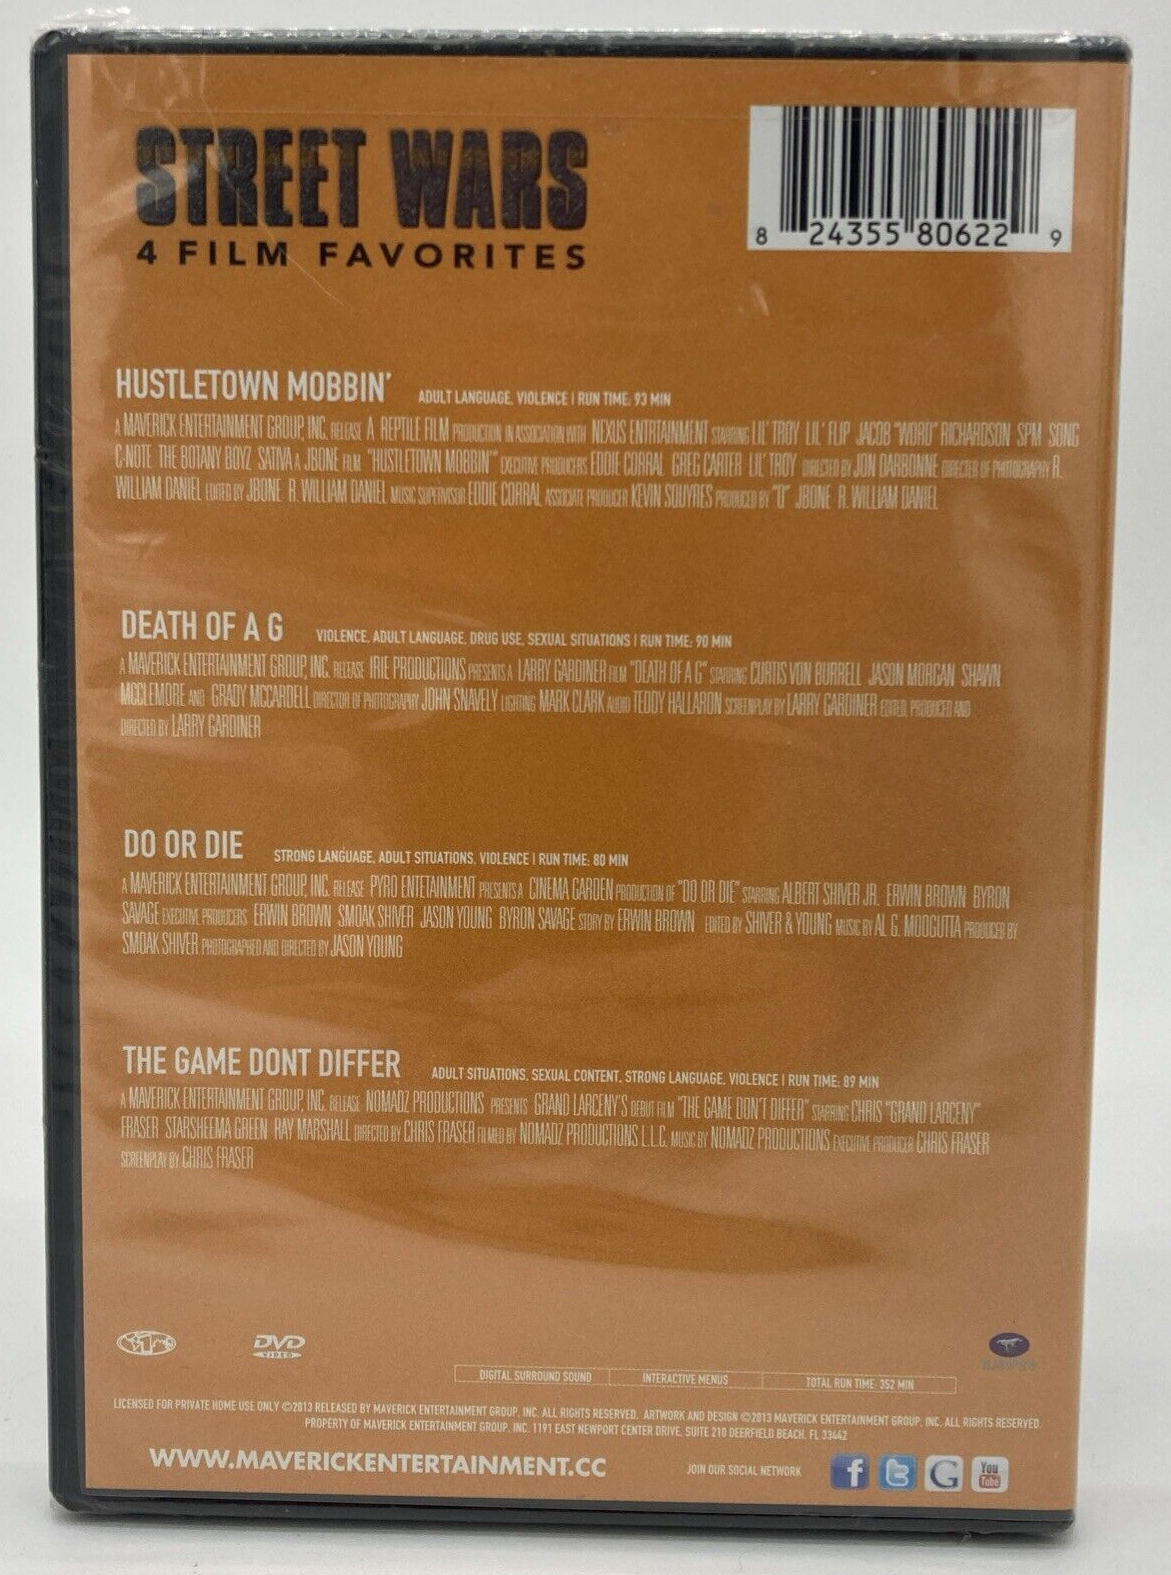 STREET WARS
4 FILM FAVORITES
8 24355 80622 9
HUSTLETOWN MOBBIN' ADULT LANGUAGE, VIOLENCE | RUN TIME: 93 MIN
A MAVERICK ENTERTAINMENT GROUP, INC. RELEASE A REPTILE FILM PRODUCTION IN ASSOCIATION WITH NEXUS ENTRTAINMENT STARRING LIL' TROY LIL' FLIP JACOB "WORD" RICHARDSON SPM SONG
C-NOTE THE BOTANY BOYZ SATIVA A JBONE FILM "HUSTLETOWN MOBBIN'" EXECUTIVE PRODUCERS EDDIE CORRAL GREG CARTER LIL' TROY DIRECTED BY JON DARBONNE DIRECTOR OF PHOTOGRAPHY R.
WILLIAM DANIEL EDITED BY JBONE R. WILLIAM DANIEL MUSIC SUPERVISOR EDDIE CORRAL ASSOCIATE PRODUCER KEVIN SQUYRES PRODUCED BY JBONE R. WILLIAM DANIEL
DEATH OF A G VIOLENCE, ADULT LANGUAGE, DRUG USE, SEXUAL SITUATIONS | RUN TIME: 90 MIN
A MAVERICK ENTERTAINMENT GROUP, INC. RELEASE IRIE PRODUCTIONS PRESENTS A LARRY GARDINER FILM "DEATH OF A G" STARRING CURTIS VON BURRELL JASON MORGAN SHAWN
MCCLEMORE AND GRADY MCCARDELL DIRECTOR OF PHOTOGRAPHY JOHN SNAVELY LIGHTING MARK CLARK AUDIO TEDDY HALLARON SCREENPLAY BY LARRY GARDINER EDITED, PRODUCED AND
DIRECTED BY LARRY GARDINER
DO OR DIE STRONG LANGUAGE, ADULT SITUATIONS, VIOLENCE | RUN TIME: 80 MIN
A MAVERICK ENTERTAINMENT GROUP, INC. RELEASE PYRO ENTETAINMENT PRESENTS A CINEMA GARDEN PRODUCTION OF "DO OR DIE" STARRING ALBERT SHIVER JR. ERWIN BROWN BYRON
SAVAGE EXECUTIVE PRODUCERS ERWIN BROWN SMOAK SHIVER JASON YOUNG BYRON SAVAGE STORY BY ERWIN BROWN EDITED BY SHIVER & YOUNG MUSIC BY AL G. MOOGUTTA PRODUCED BY
SMOAK SHIVER PHOTOGRAPHED AND DIRECTED BY JASON YOUNG
THE GAME DONT DIFFER ADULT SITUATIONS, SEXUAL CONTENT, STRONG LANGUAGE, VIOLENCE | RUN TIME: 89 MIN
A MAVERICK ENTERTAINMENT GROUP, INC. RELEASE NOMADZ PRODUCTIONS PRESENTS GRAND LARCENY'S DEBUT FILM "THE GAME DON'T DIFFER" STARRING CHRIS "GRAND LARCENY"
FRASER STARSHEEMA GREEN RAY MARSHALL DIRECTED BY CHRIS FRASER FILMED BY NOMADZ PRODUCTIONS L.L.C. MUSIC BY NOMADZ PRODUCTIONS EXECUTIVE PRODUCER CHRIS FRASER
SCREENPLAY BY CHRIS FRASER
DVD
VIDEO
DIGITAL SURROUND SOUND INTERACTIVE MENUS TOTAL RUN TIME: 352 MIN
LICENSED FOR PRIVATE HOME USE ONLY ©2013 RELEASED BY MAVERICK ENTERTAINMENT GROUP, INC. ALL RIGHTS RESERVED. ARTWORK AND DESIGN ©2013 MAVERICK ENTERTAINMENT GROUP, INC. ALL RIGHTS RESERVED.
PROPERTY OF MAVERICK ENTERTAINMENT GROUP, INC. 1191 EAST NEWPORT CENTER DRIVE, SUITE 210 DEERFIELD BEACH, FL 33442
WWW.MAVERICKENTERTAINMENT.CC JOIN OUR SOCIAL NETWORK f t G You Tube